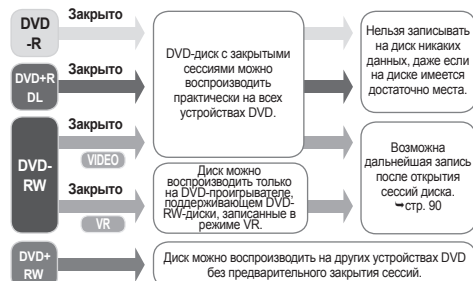 DVD
-R
Закрыто
DVD+R
DL
Закрыто
DVD-диск с закрытыми
сессиями можно
воспроизводить
практически на всех
устройствах DVD.
Нельзя записывать
на диск никаких
данных, даже если
на диске имеется
достаточно места.
DVD-
RW
Закрыто
VIDEO
Закрыто
VR
Диск можно
воспроизводить только
на DVD-проигрывателе,
поддерживающем DVD-
RW-диски, записанные в
режиме VR.
Возможна
дальнейшая запись
после открытия
сессий диска.
➥стр. 90
DVD+
RW
Диск можно воспроизводить на других устройствах DVD
без предварительного закрытия сессий.